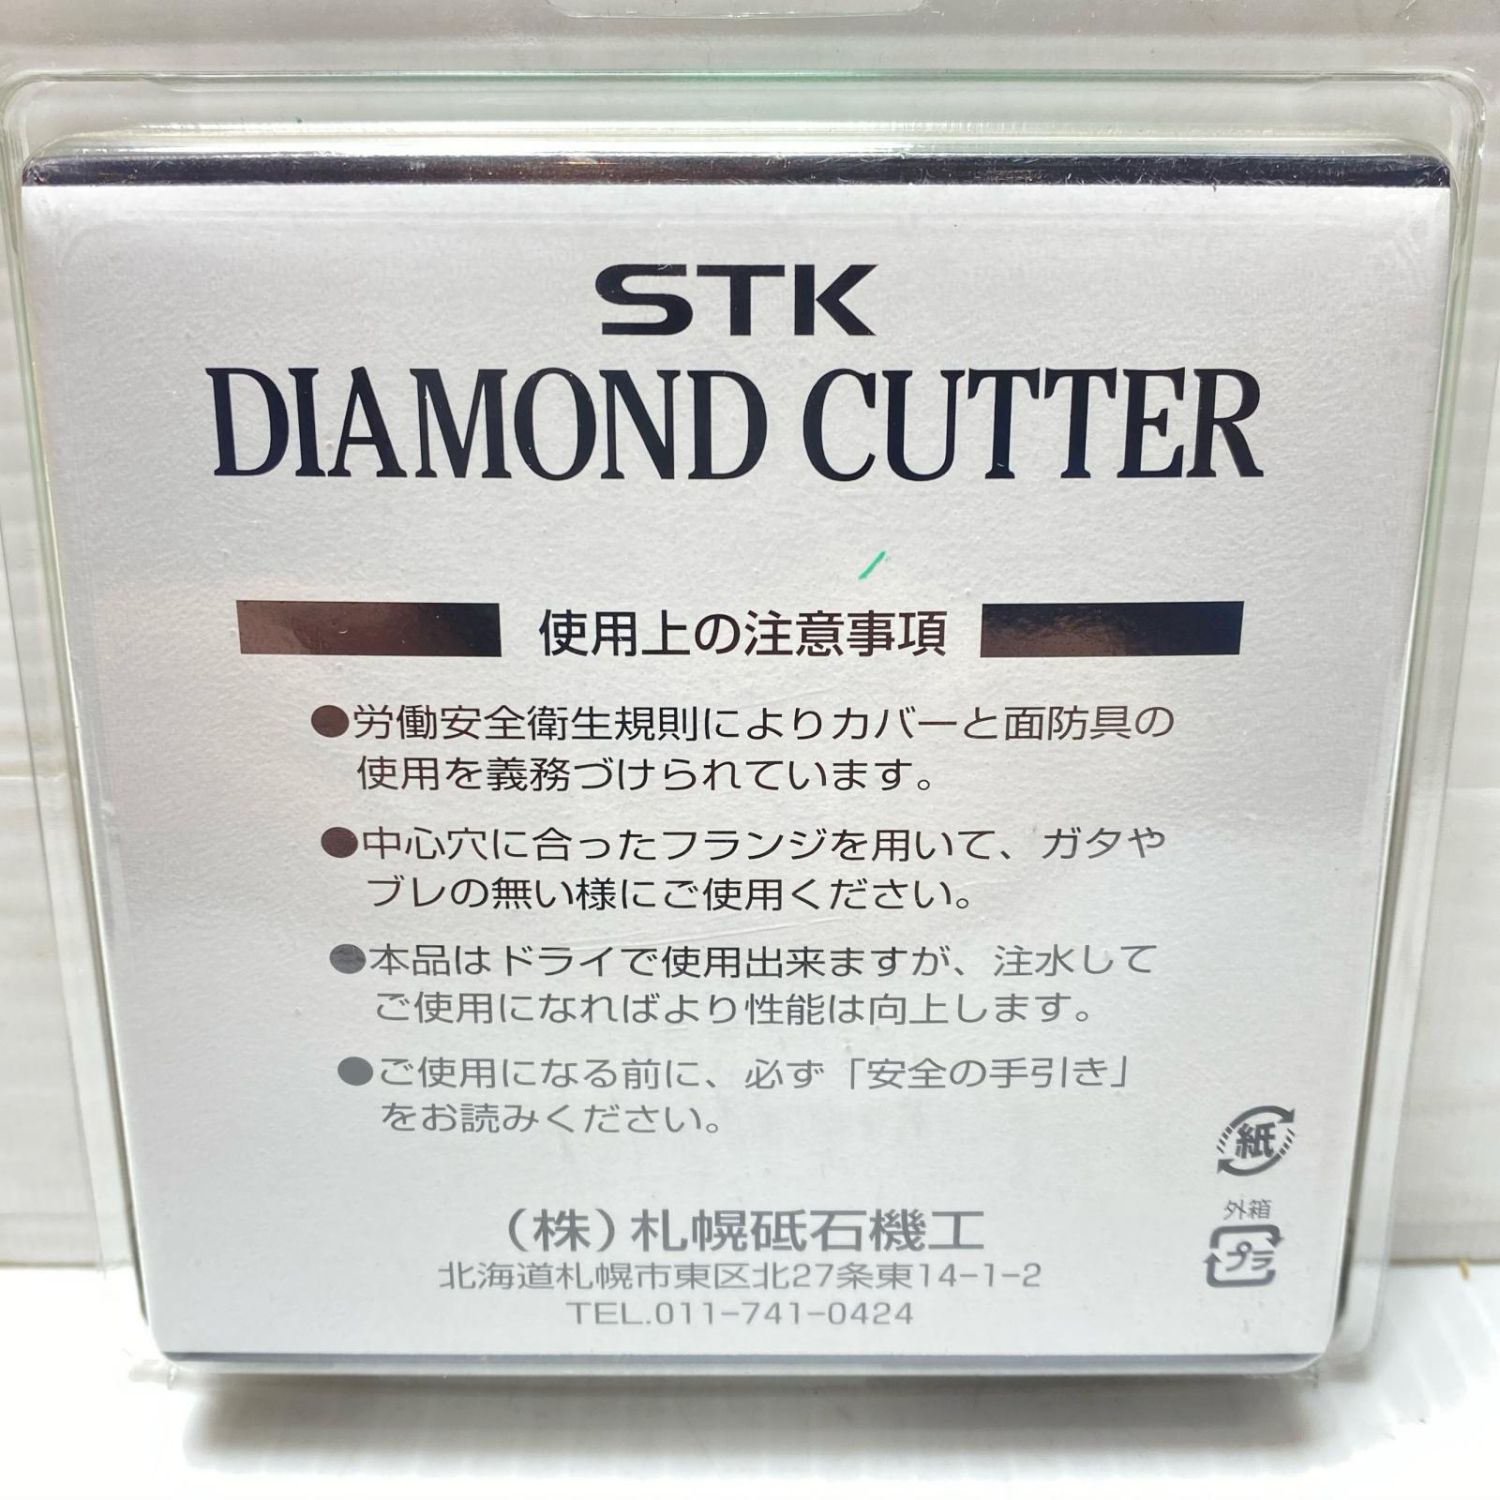 STK
DIAMOND CUTTER
使用上の注意事項
●労働安全衛生規則によりカバーと面防具の
使用を義務づけられています。
●中心穴に合ったフランジを用いて、ガタや
ブレの無い様にご使用ください。
●本品はドライで使用出来ますが、注水して
ご使用になればより性能は向上します。
●ご使用になる前に、必ず「安全の手引き」
をお読みください。
紙
外箱
プラ
(株)札幌砥石機工
北海道札幌市東区北27条東14-1-2
TEL.011-741-0424